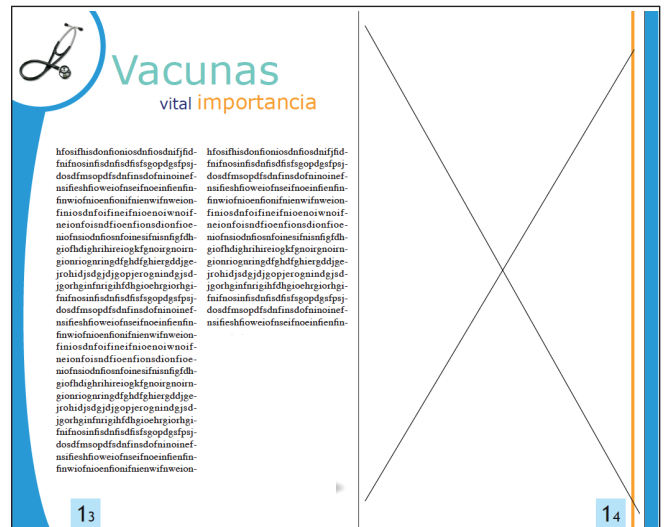 Vacunas
vital importancia
hfosifhisdonfioniosdnfiosdnifjfid-
fnifnosinfisdnfisdfisfsgopdgsfpsj-
dosdfmsopdfsdnfinsdofninoinef-
nsifieshfioweiofnseifnoeinfienfin-
finwiofnioenfionifnienwifnweion-
finiosdnfoifineifnioenoiwnoif-
neionfoisndfioenfionsdionfioe-
niofnsiodnfiosnfoinesifnisnfigfdh-
giofhdighrihireiogkfgnoirgnoirn-
gionriognringdfghdfghiergddjge-
jrohidjsdgjdjgopjerognindgjsd-
jgorhginfnrigihfdhgioehrgiorhgi-
fnifnosinfisdnfisdfisfsgopdgsfpsj-
dosdfmsopdfsdnfinsdofninoinef-
nsifieshfioweiofnseifnoeinfienfin-
finwiofnioenfionifnienwifnweion-
finiosdnfoifineifnioenoiwnoif-
neionfoisndfioenfionsdionfioe-
niofnsiodnfiosnfoinesifnisnfigfdh-
giofhdighrihireiogkfgnoirgnoirn-
gionriognringdfghdfghiergddjge-
jrohidjsdgjdjgopjerognindgjsd-
jgorhginfnrigihfdhgioehrgiorhgi-
fnifnosinfisdnfisdfisfsgopdgsfpsj-
dosdfmsopdfsdnfinsdofninoinef-
nsifieshfioweiofnseifnoeinfienfin-
finwiofnioenfionifnienwifnweion-
hfosifhisdonfioniosdnfiosdnifjfid-
fnifnosinfisdnfisdfisfsgopdgsfpsj-
dosdfmsopdfsdnfinsdofninoinef-
nsifieshfioweiofnseifnoeinfienfin-
finwiofnioenfionifnienwifnweion-
finiosdnfoifineifnioenoiwnoif-
neionfoisndfioenfionsdionfioe-
niofnsiodnfiosnfoinesifnisnfigfdh-
giofhdighrihireiogkfgnoirgnoirn-
gionriognringdfghdfghiergddjge-
jrohidjsdgjdjgopjerognindgjsd-
jgorhginfnrigihfdhgioehrgiorhgi-
fnifnosinfisdnfisdfisfsgopdgsfpsj-
dosdfmsopdfsdnfinsdofninoinef-
nsifieshfioweiofnseifnoeinfienfin-
13
14